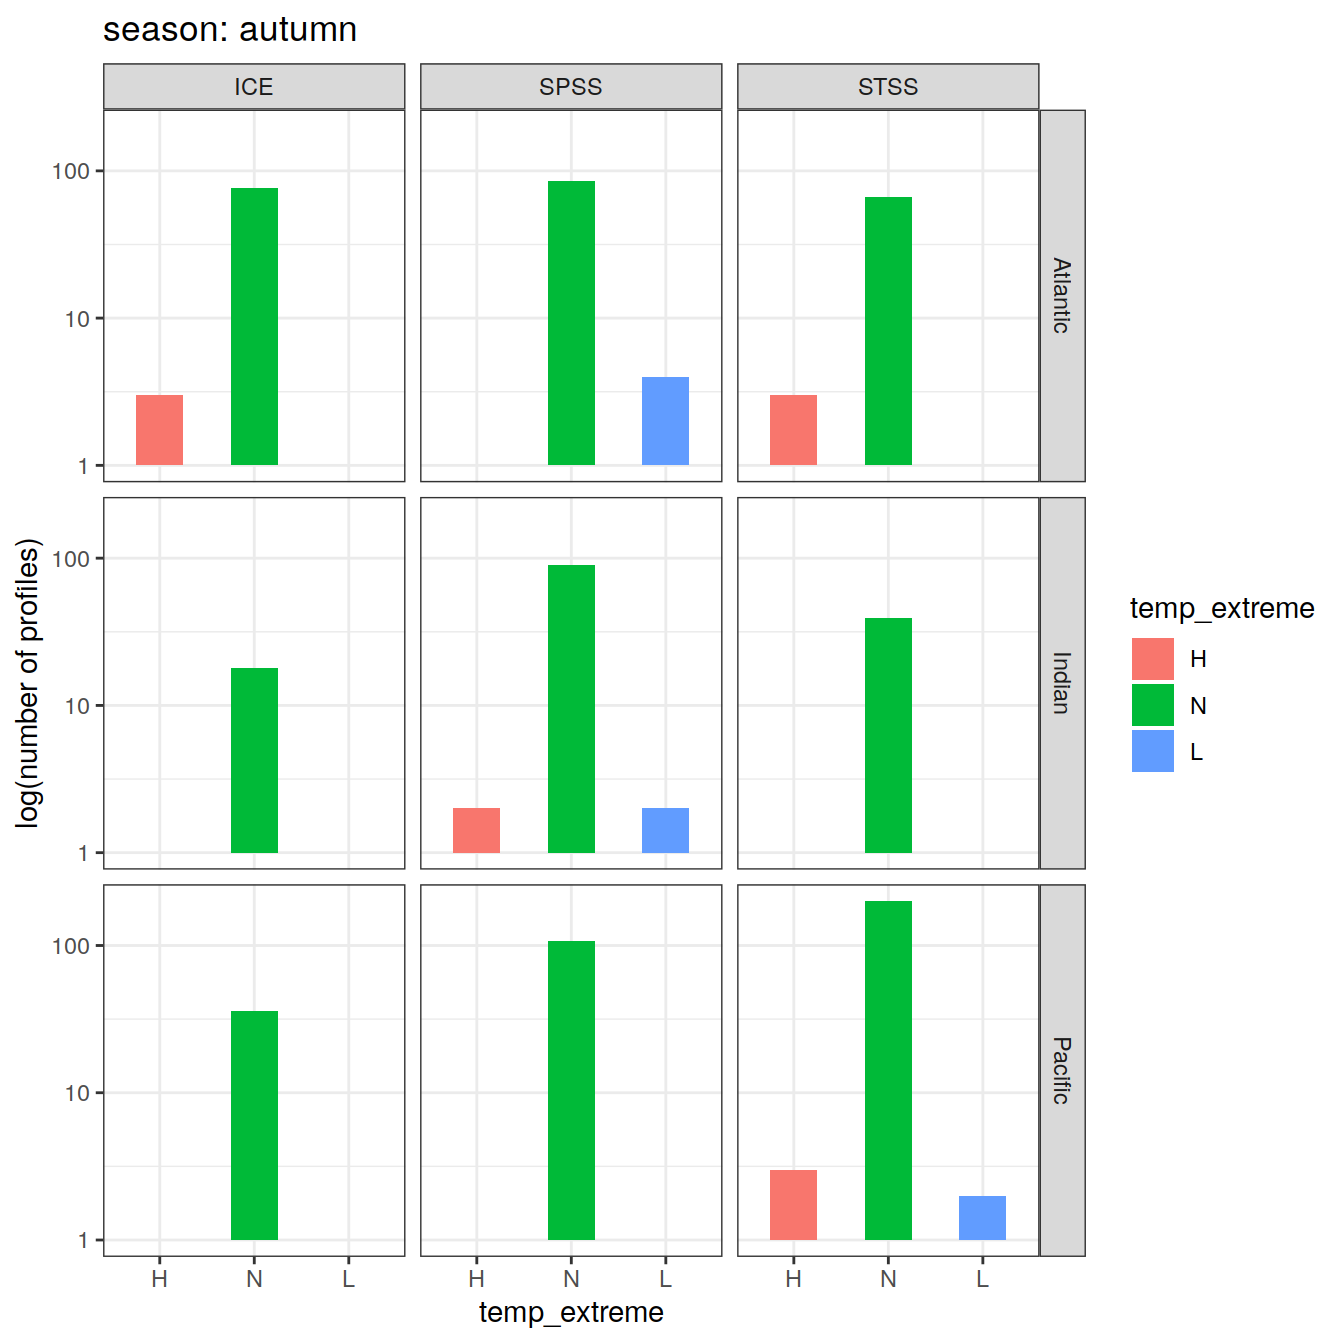 season: autumn
ICE SPSS STSS
100
10
1
Atlantic
log(number of profiles)
100
10
1
Indian
100
10
1
Pacific
H N L H N L H N L
temp_extreme
temp_extreme
H
N
L